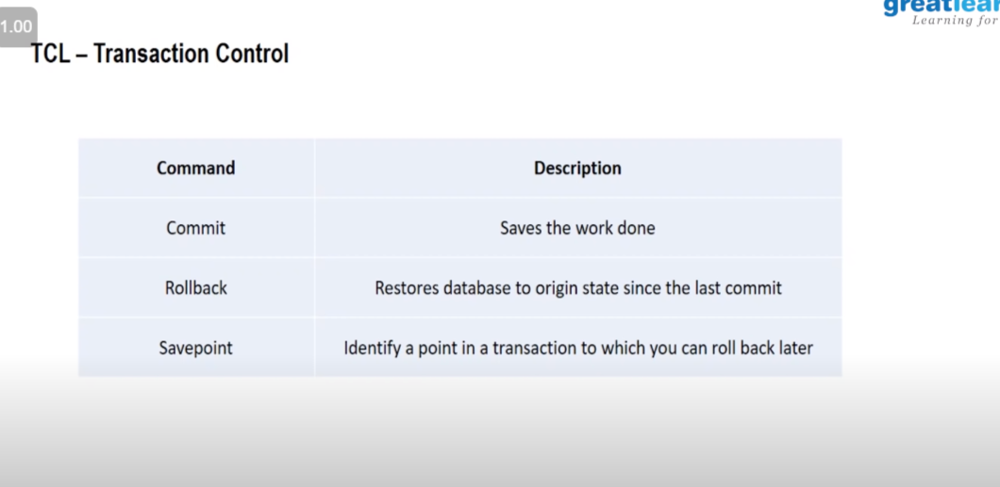 1.00
Learning for
TCL – Transaction Control
Command Description
Commit Saves the work done
Rollback Restores database to origin state since the last commit
Savepoint Identify a point in a transaction to which you can roll back later